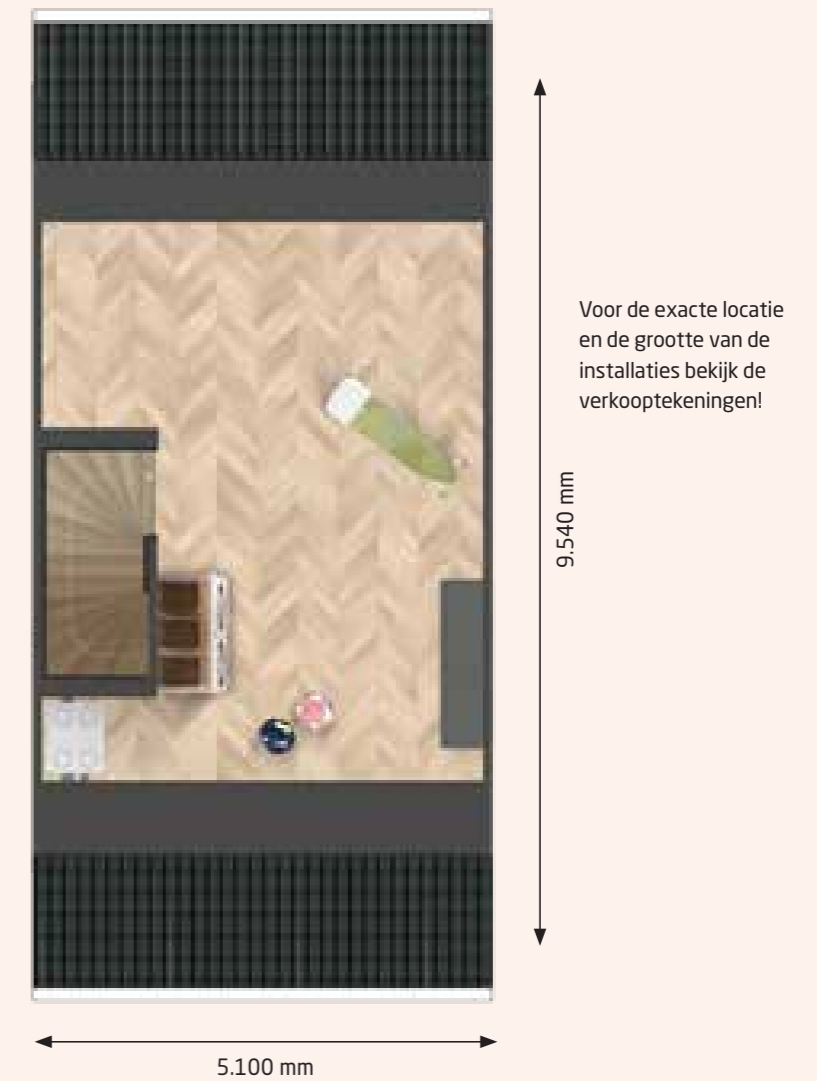 Voor de exacte locatie
en de grootte van de
installaties bekijk de
verkooptekeningen!
9.540 mm
5.100 mm